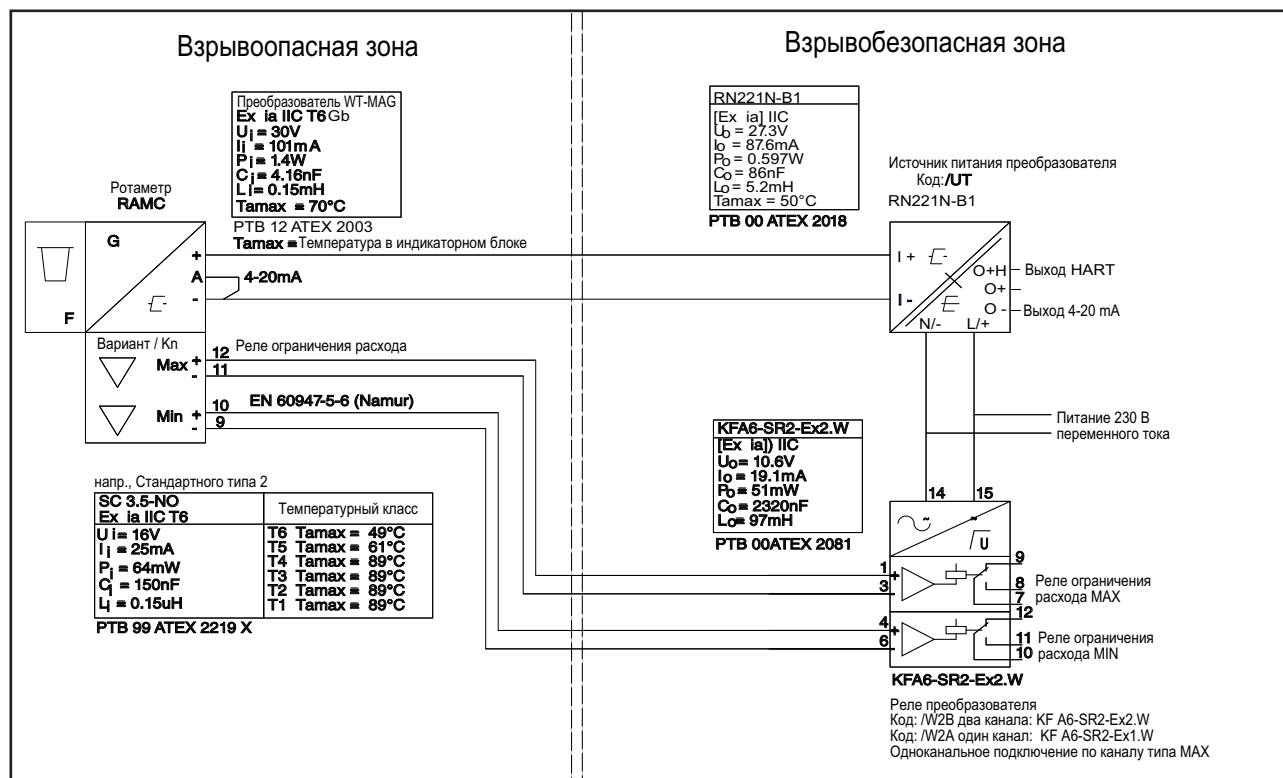 Взрывоопасная зона
Взрывобезопасная зона
Преобразователь WT-MAG
Ex ia IIC T6 Gb
Ui = 30V
Ii = 101mA
Pi = 1.4W
Ci = 4.16nF
Li = 0.15mH
Tamax = 70°C
PTB 12 ATEX 2003
Tamax = Температура в индикаторном блоке
RN221N-B1
[Ex ia] IIC
Uo = 27.3V
Io = 87.6mA
Po = 0.597W
Co = 86nF
Lo = 5.2mH
Tamax = 50°C
PTB 00 ATEX 2018
Источник питания преобразователя
Код:/UT
RN221N-B1
Ротаметр
RAMC
G
F
+
A
-
4-20mA
I +
I -
O+H
O+
O -
Выход HART
Выход 4-20 mA
N/-
L/+
Вариант / Kn
Max
+
-
12
11
Реле ограничения расхода
Min
+
-
10
9
EN 60947-5-6 (Namur)
Питание 230 В
переменного тока
KFA6-SR2-Ex2.W
[Ex ia]) IIC
Uo= 10.6V
Io = 19.1mA
Po = 51mW
Co = 2320nF
Lo= 97mH
PTB 00ATEX 2081
напр., Стандартного типа 2
SC 3.5-NO
Ex ia IIC T6
Ui = 16V
Ii = 25mA
Pi = 64mW
Ci = 150nF
Li = 0.15uH
Температурный класс
T6 Tamax = 49°C
T5 Tamax = 61°C
T4 Tamax = 89°C
T3 Tamax = 89°C
T2 Tamax = 89°C
T1 Tamax = 89°C
PTB 99 ATEX 2219 X
14
15
~
~
U
1
+
3
-
9
8
7
Реле ограничения
расхода MAX
4
+
6
-
12
11
10
Реле ограничения
расхода MIN
KFA6-SR2-Ex2.W
Реле преобразователя
Код: /W2B два канала: KF A6-SR2-Ex2.W
Код: /W2A один канал: KF A6-SR2-Ex1.W
Одноканальное подключение по каналу типа MAX